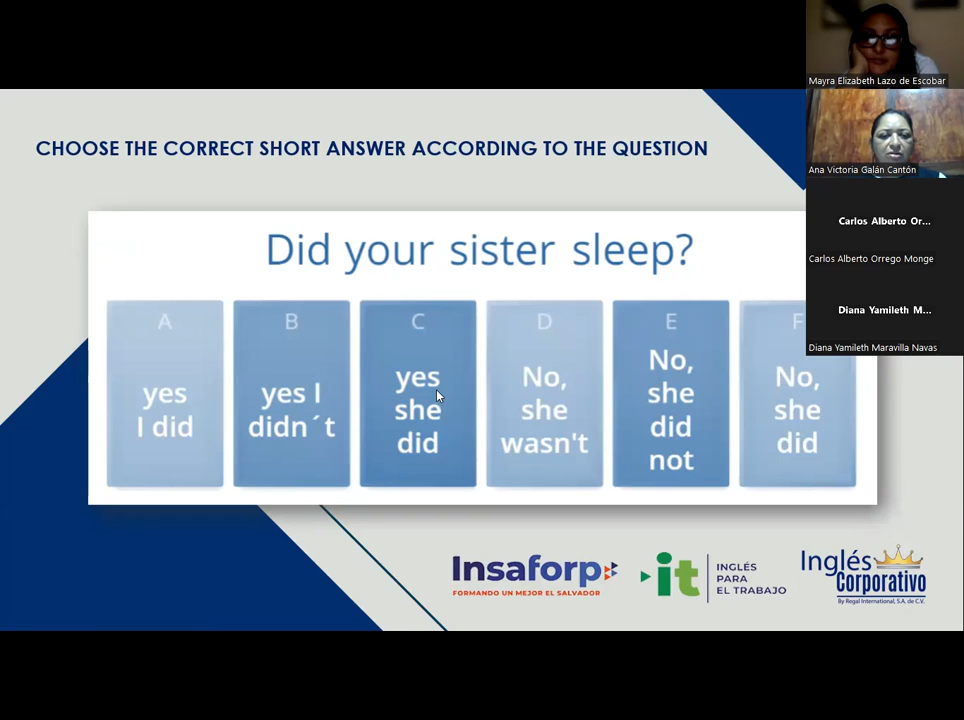 Mayra Elizabeth Lazo de Escobar
CHOOSE THE CORRECT SHORT ANSWER ACCORDING TO THE QUESTION
Ana Victoria Galán Cantón
Carlos Alberto Or...
Carlos Alberto Orrego Monge
Diana Yamileth M...
Diana Yamileth Maravilla Navas
Did your sister sleep?
A
yes
I did
B
yes I
didn´t
C
yes
she
did
D
No,
she
wasn't
E
No,
she
did
not
F
No,
she
did
Insaforp
FORMANDO UN MEJOR EL SALVADOR
it
INGLÉS
PARA
EL TRABAJO
Inglés
Corporativo
By Regal International, S.A. de C.V.